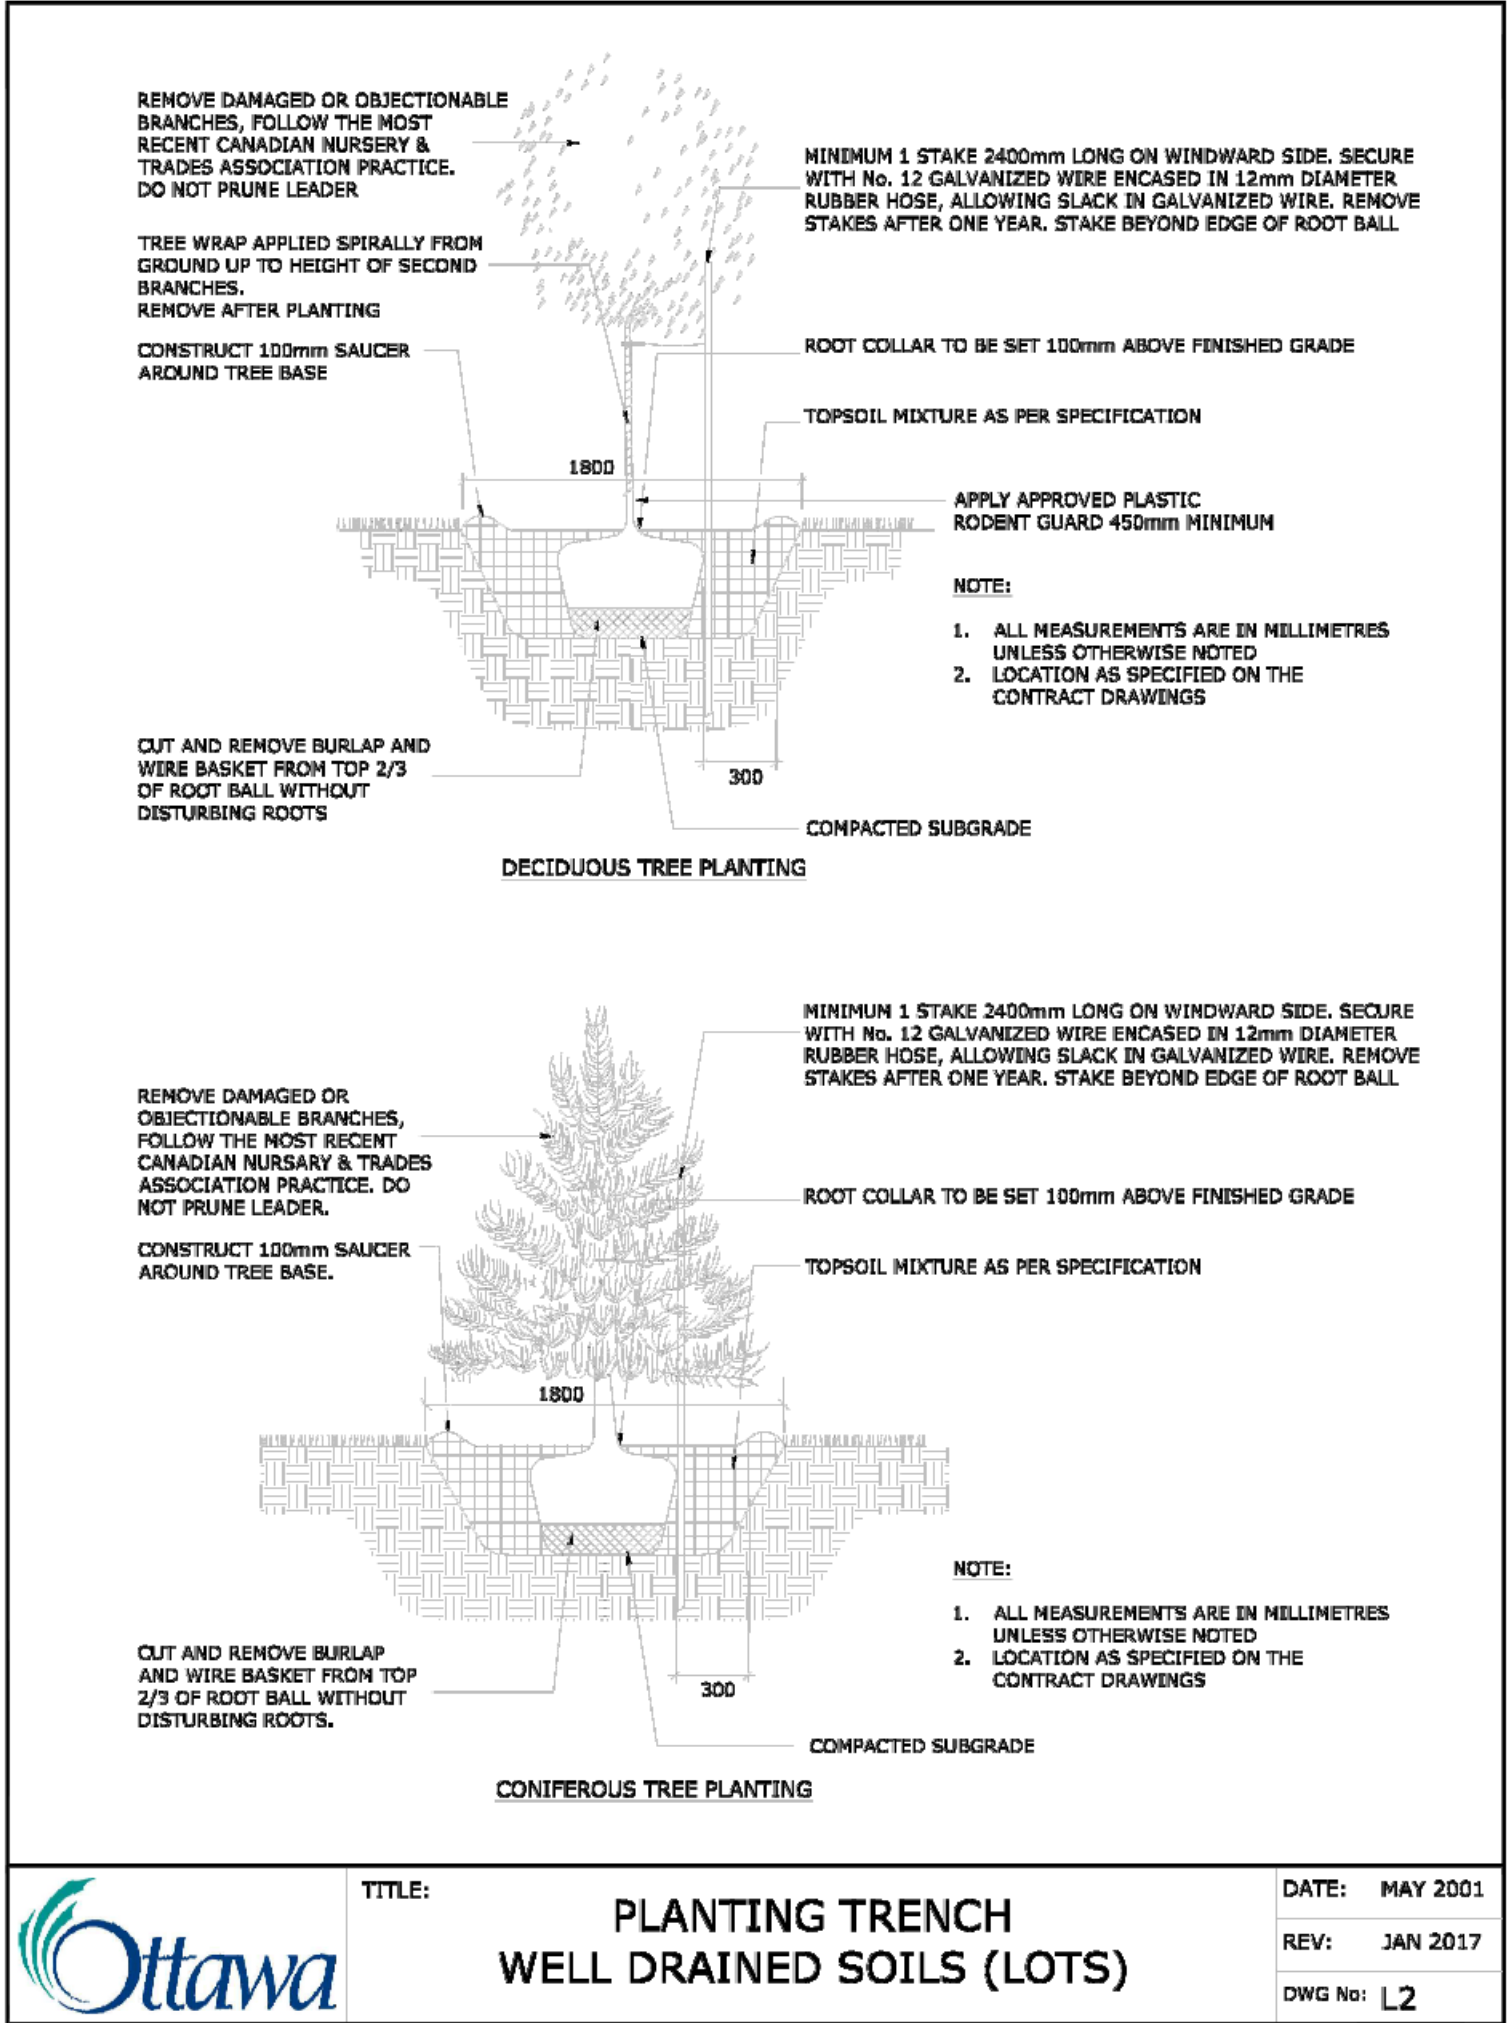 REMOVE DAMAGED OR OBJECTIONABLE
BRANCHES, FOLLOW THE MOST
RECENT CANADIAN NURSERY &
TRADES ASSOCIATION PRACTICE.
DO NOT PRUNE LEADER
TREE WRAP APPLIED SPIRALLY FROM
GROUND UP TO HEIGHT OF SECOND
BRANCHES.
REMOVE AFTER PLANTING
CONSTRUCT 100mm SAUCER
AROUND TREE BASE
MINIMUM 1 STAKE 2400mm LONG ON WINDWARD SIDE. SECURE
WITH No. 12 GALVANIZED WIRE ENCASED IN 12mm DIAMETER
RUBBER HOSE, ALLOWING SLACK IN GALVANIZED WIRE. REMOVE
STAKES AFTER ONE YEAR. STAKE BEYOND EDGE OF ROOT BALL
ROOT COLLAR TO BE SET 100mm ABOVE FINISHED GRADE
TOPSOIL MIXTURE AS PER SPECIFICATION
1800
APPLY APPROVED PLASTIC
RODENT GUARD 450mm MINIMUM
NOTE:
1. ALL MEASUREMENTS ARE IN MILLIMETRES
UNLESS OTHERWISE NOTED
2. LOCATION AS SPECIFIED ON THE
CONTRACT DRAWINGS
CUT AND REMOVE BURLAP AND
WIRE BASKET FROM TOP 2/3
OF ROOT BALL WITHOUT
DISTURBING ROOTS
300
COMPACTED SUBGRADE
DECIDUOUS TREE PLANTING
MINIMUM 1 STAKE 2400mm LONG ON WINDWARD SIDE. SECURE
WITH No. 12 GALVANIZED WIRE ENCASED IN 12mm DIAMETER
RUBBER HOSE, ALLOWING SLACK IN GALVANIZED WIRE. REMOVE
STAKES AFTER ONE YEAR. STAKE BEYOND EDGE OF ROOT BALL
REMOVE DAMAGED OR
OBJECTIONABLE BRANCHES,
FOLLOW THE MOST RECENT
CANADIAN NURSARY & TRADES
ASSOCIATION PRACTICE. DO
NOT PRUNE LEADER.
ROOT COLLAR TO BE SET 100mm ABOVE FINISHED GRADE
CONSTRUCT 100mm SAUCER
AROUND TREE BASE.
TOPSOIL MIXTURE AS PER SPECIFICATION
1800
NOTE:
1. ALL MEASUREMENTS ARE IN MILLIMETRES
UNLESS OTHERWISE NOTED
2. LOCATION AS SPECIFIED ON THE
CONTRACT DRAWINGS
CUT AND REMOVE BURLAP
AND WIRE BASKET FROM TOP
2/3 OF ROOT BALL WITHOUT
DISTURBING ROOTS.
300
COMPACTED SUBGRADE
CONIFEROUS TREE PLANTING
Ottawa
TITLE:
PLANTING TRENCH
WELL DRAINED SOILS (LOTS)
DATE: MAY 2001
REV: JAN 2017
DWG No: L2